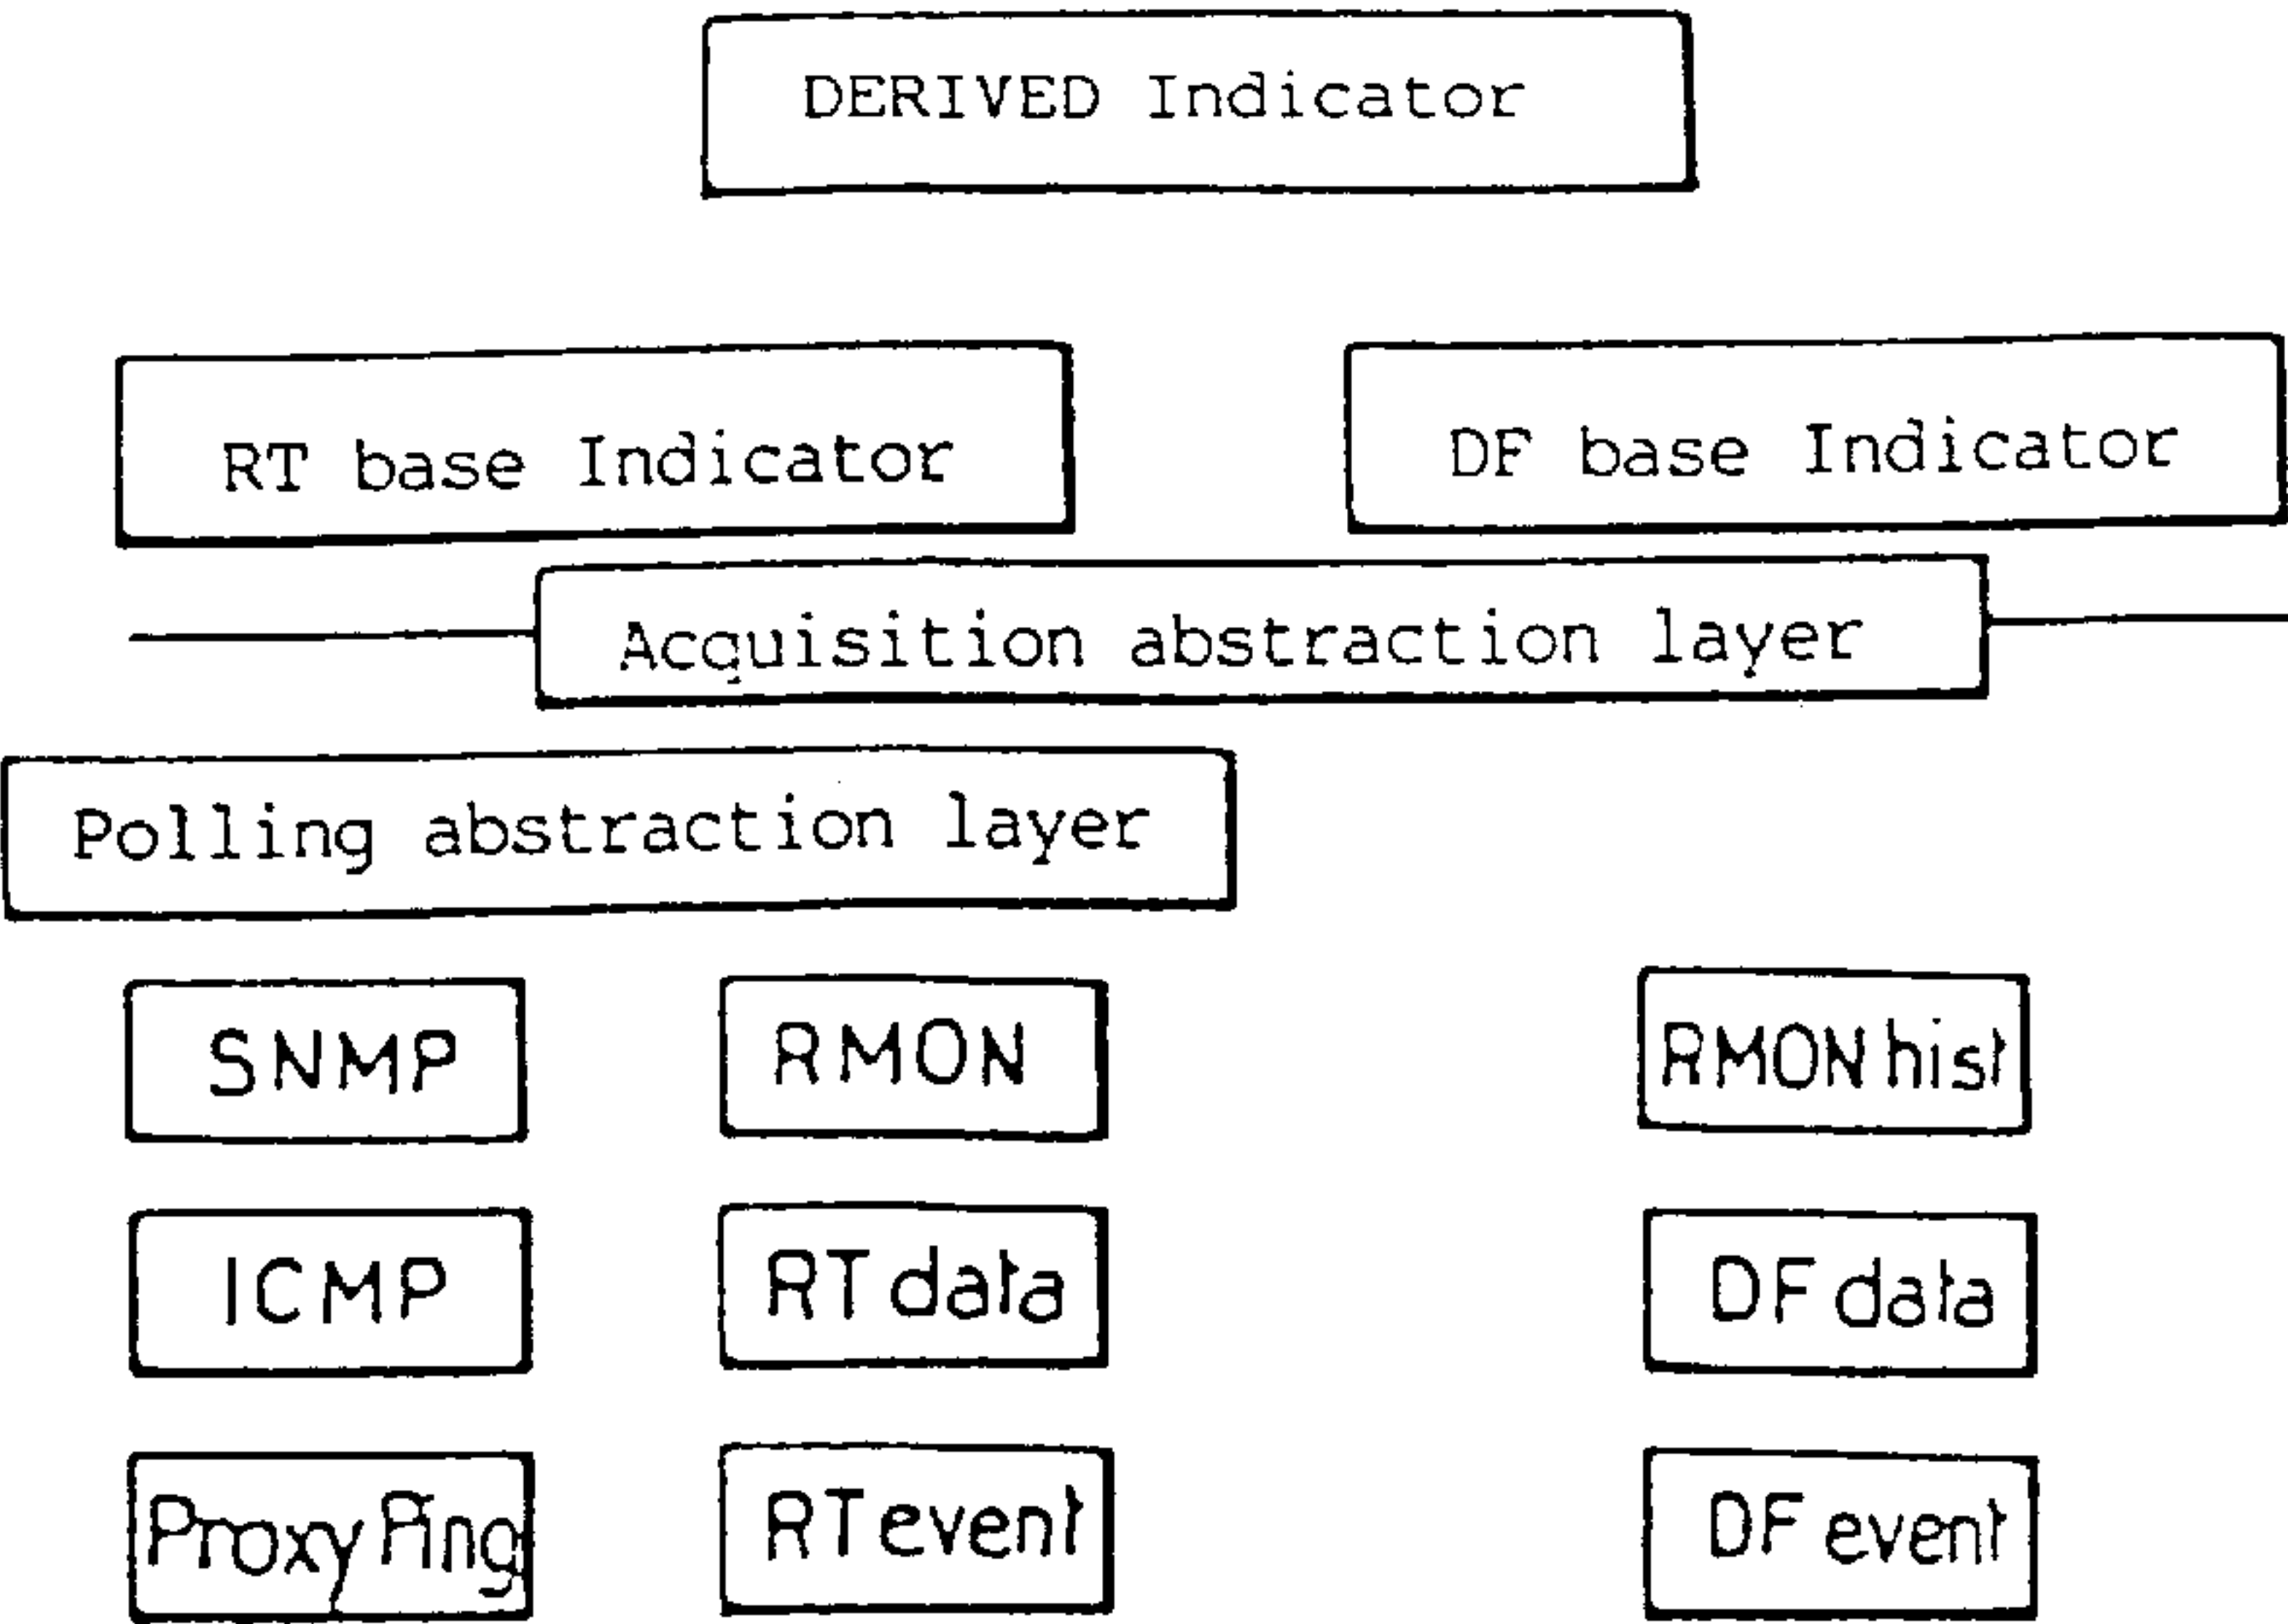 DERIVED Indicator
RT base Indicator
DF base Indicator
Acquisition abstraction layer
Polling abstraction layer
SNMP
RMON
RMON hist
ICMP
RT data
DF data
Proxy Ping
RT event
DF event